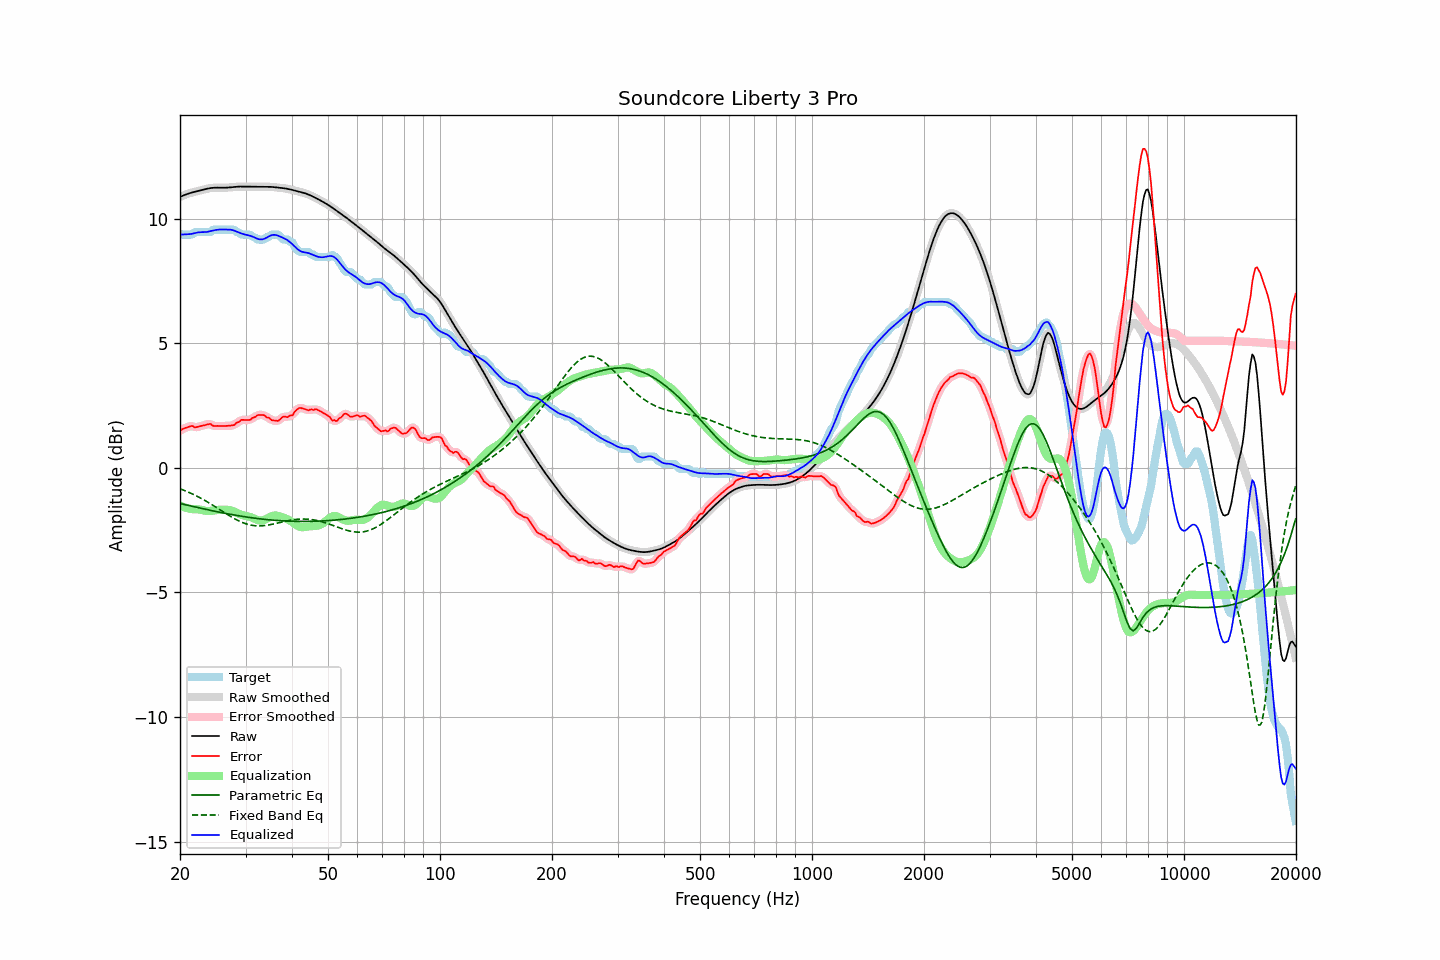 Soundcore Liberty 3 Pro
Amplitude (dBr)
10
5
0
−5
−10
−15
Target
Raw Smoothed
Error Smoothed
Raw
Error
Equalization
Parametric Eq
Fixed Band Eq
Equalized
20 50 100 200 500 1000 2000 5000 10000 20000
Frequency (Hz)